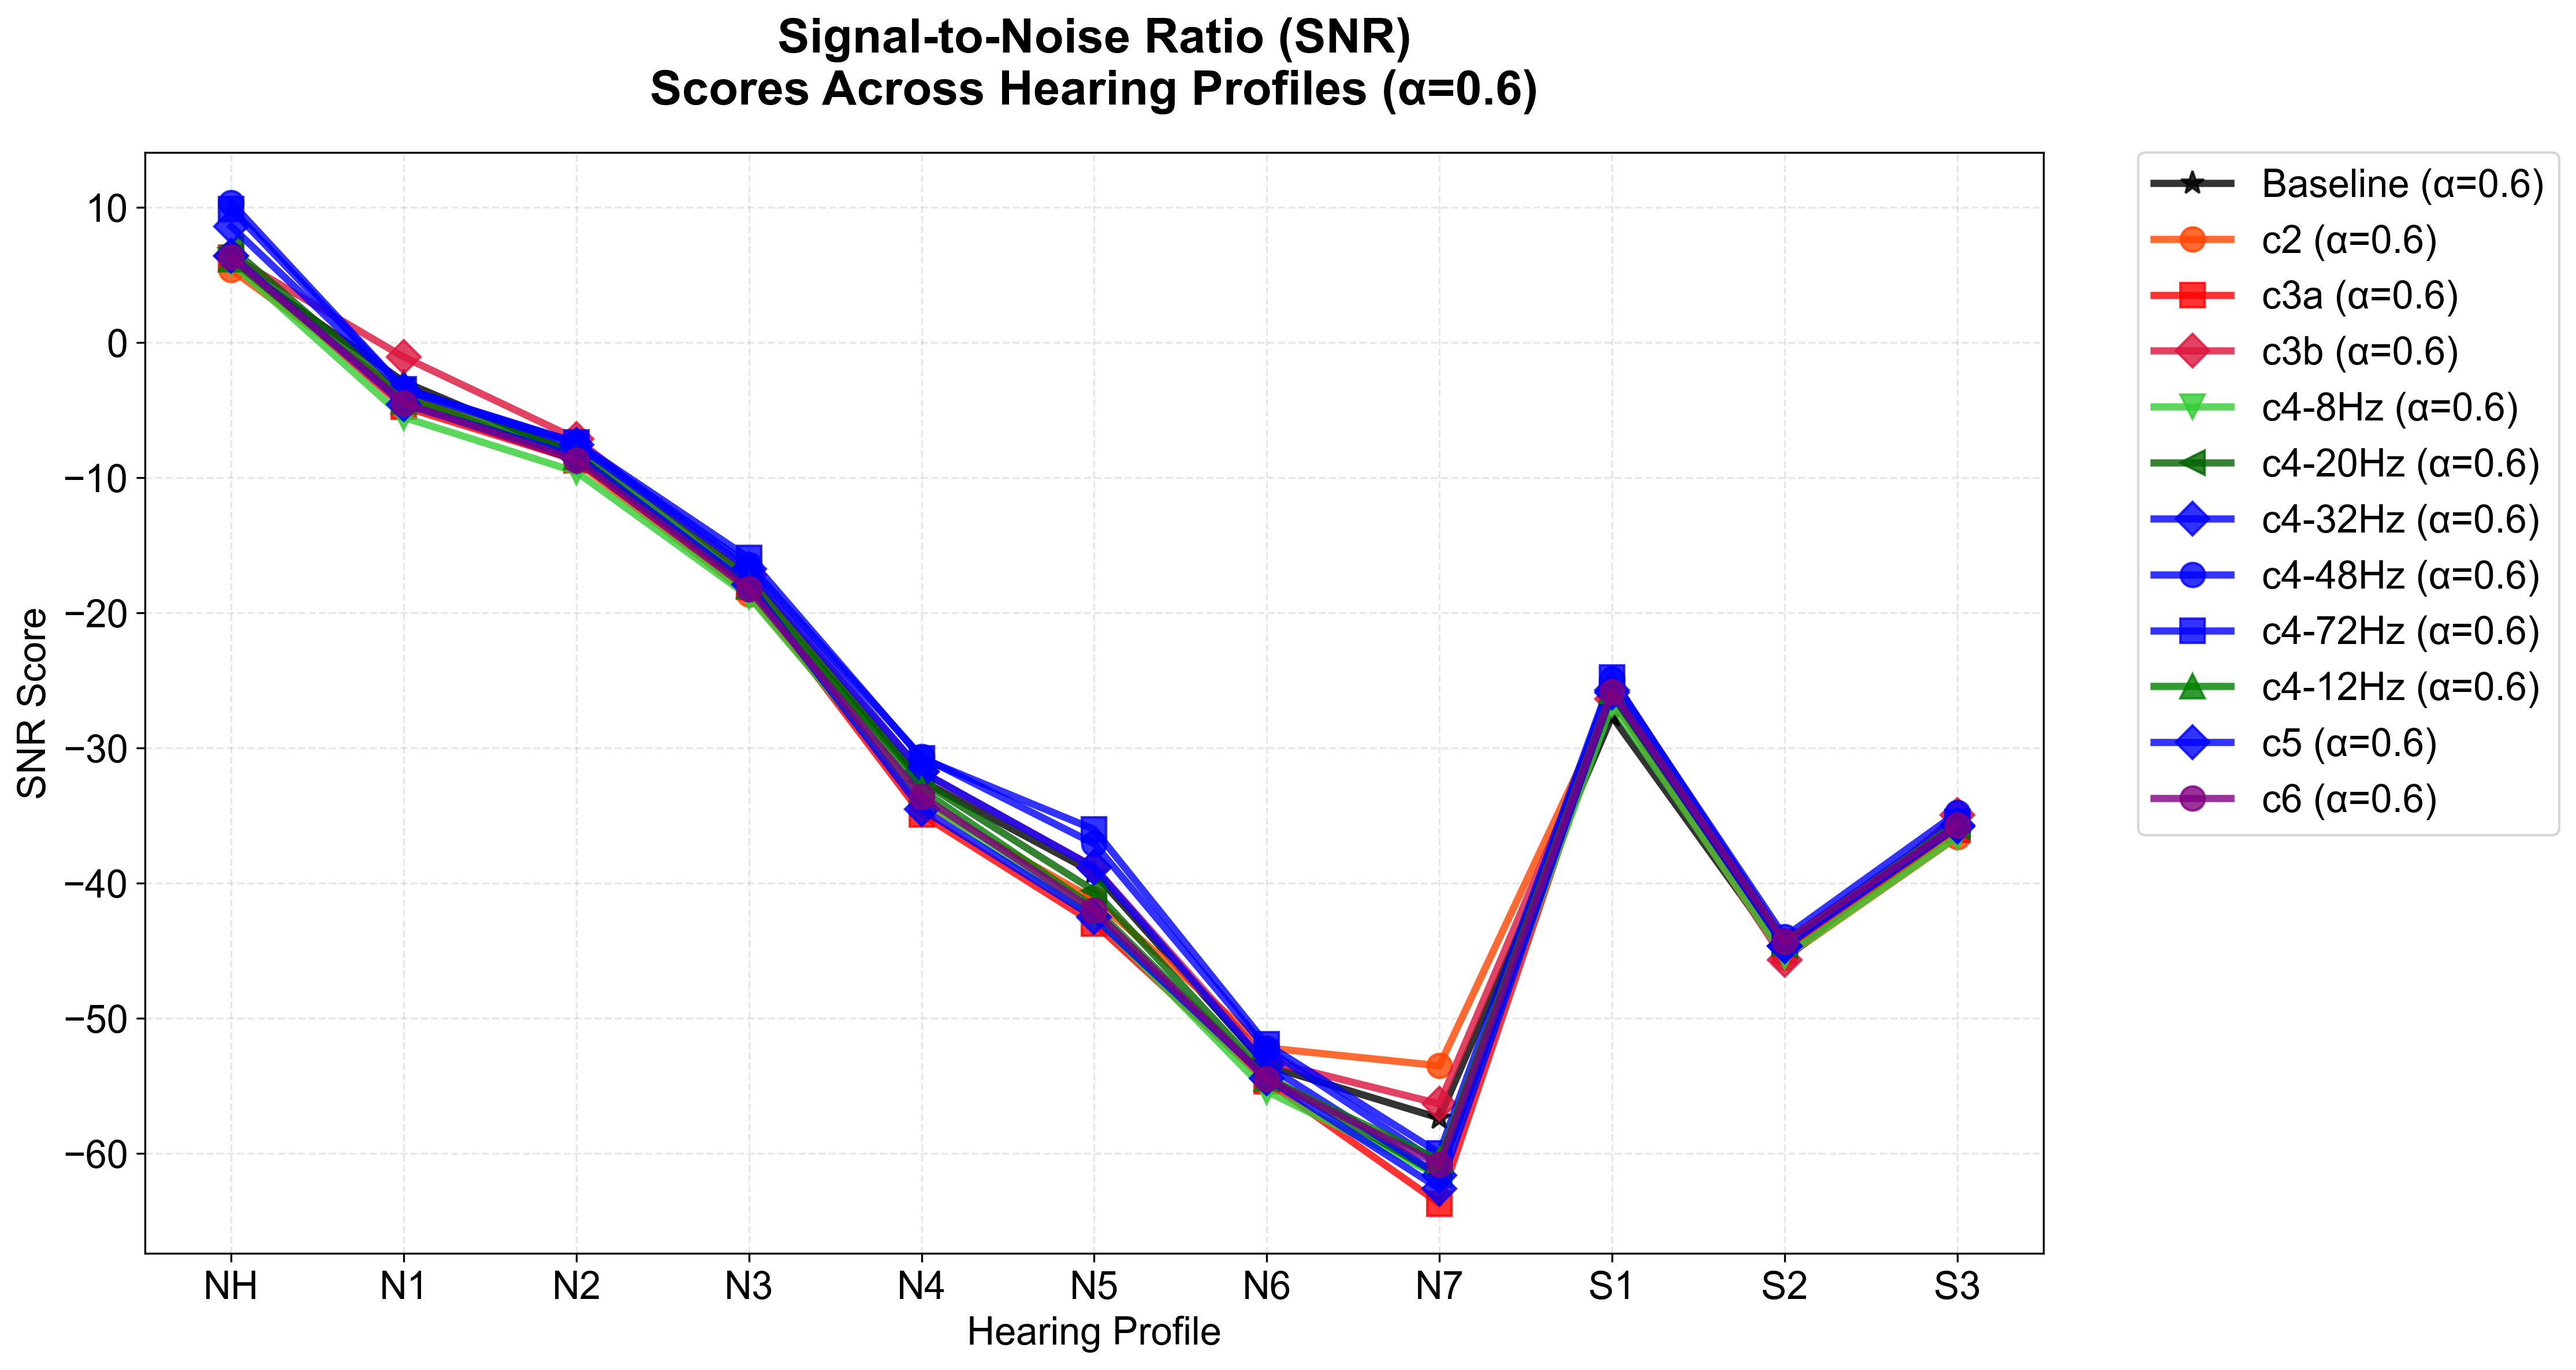 Signal-to-Noise Ratio (SNR)
Scores Across Hearing Profiles (α=0.6)
SNR Score
10
0
−10
−20
−30
−40
−50
−60
NH
N1
N2
N3
N4
N5
N6
N7
S1
S2
S3
Hearing Profile
Baseline (α=0.6)
c2 (α=0.6)
c3a (α=0.6)
c3b (α=0.6)
c4-8Hz (α=0.6)
c4-20Hz (α=0.6)
c4-32Hz (α=0.6)
c4-48Hz (α=0.6)
c4-72Hz (α=0.6)
c4-12Hz (α=0.6)
c5 (α=0.6)
c6 (α=0.6)